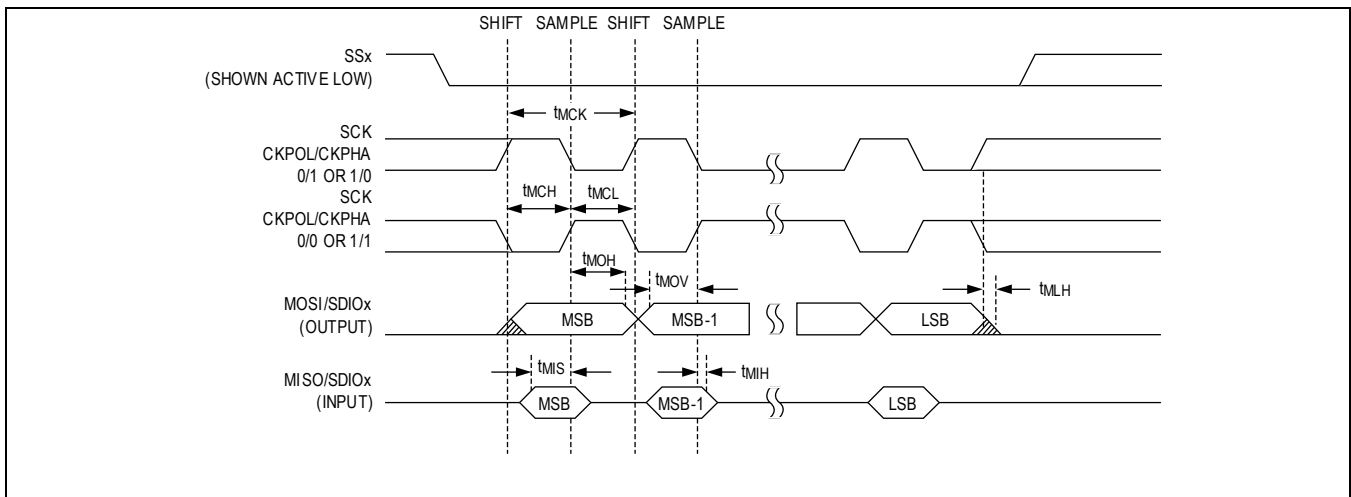 SHIFT SAMPLE SHIFT SAMPLE
SSx
(SHOWN ACTIVE LOW)
tMCK
SCK
CKPOL/CKPHA
0/1 OR 1/0
tMCH tMCL
SCK
CKPOL/CKPHA
0/0 OR 1/1
tMOH
tMOV
tMLH
MOSI/SDIOx
(OUTPUT)
MSB MSB-1 LSB
tMIS
tMIH
MISO/SDIOx
(INPUT)
MSB MSB-1 LSB